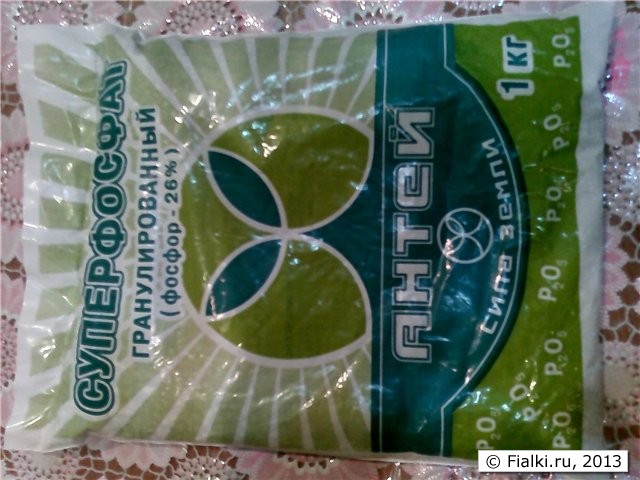 СУПЕРФОСФАТ
ГРАНУЛИРОВАННЫЙ
( фосфор - 26% )
АНТЕЙ
СИЛА ЗЕМЛИ
1 КГ
P₂O₅
P₂O₅
P₂O₅
P₂O₅
P₂O₅
P₂O₅
P₂O₅
P₂O₅
© Fialki.ru, 2013